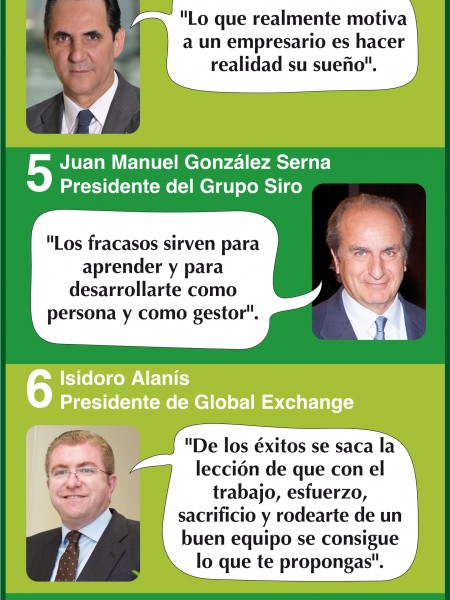 "Lo que realmente motiva
a un empresario es hacer
realidad su sueño".
5 Juan Manuel González Serna
Presidente del Grupo Siro
"Los fracasos sirven para
aprender y para
desarrollarte como
persona y como gestor".
6 Isidoro Alanís
Presidente de Global Exchange
"De los éxitos se saca la
lección de que con el
trabajo, esfuerzo,
sacrificio y rodearte de un
buen equipo se consigue
lo que te propongas".